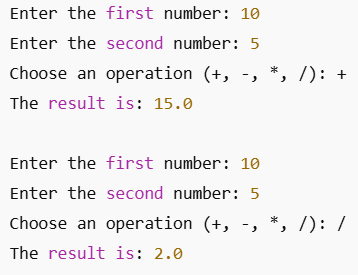 Enter the first number: 10
Enter the second number: 5
Choose an operation (+, -, *, /): +
The result is: 15.0

Enter the first number: 10
Enter the second number: 5
Choose an operation (+, -, *, /): /
The result is: 2.0